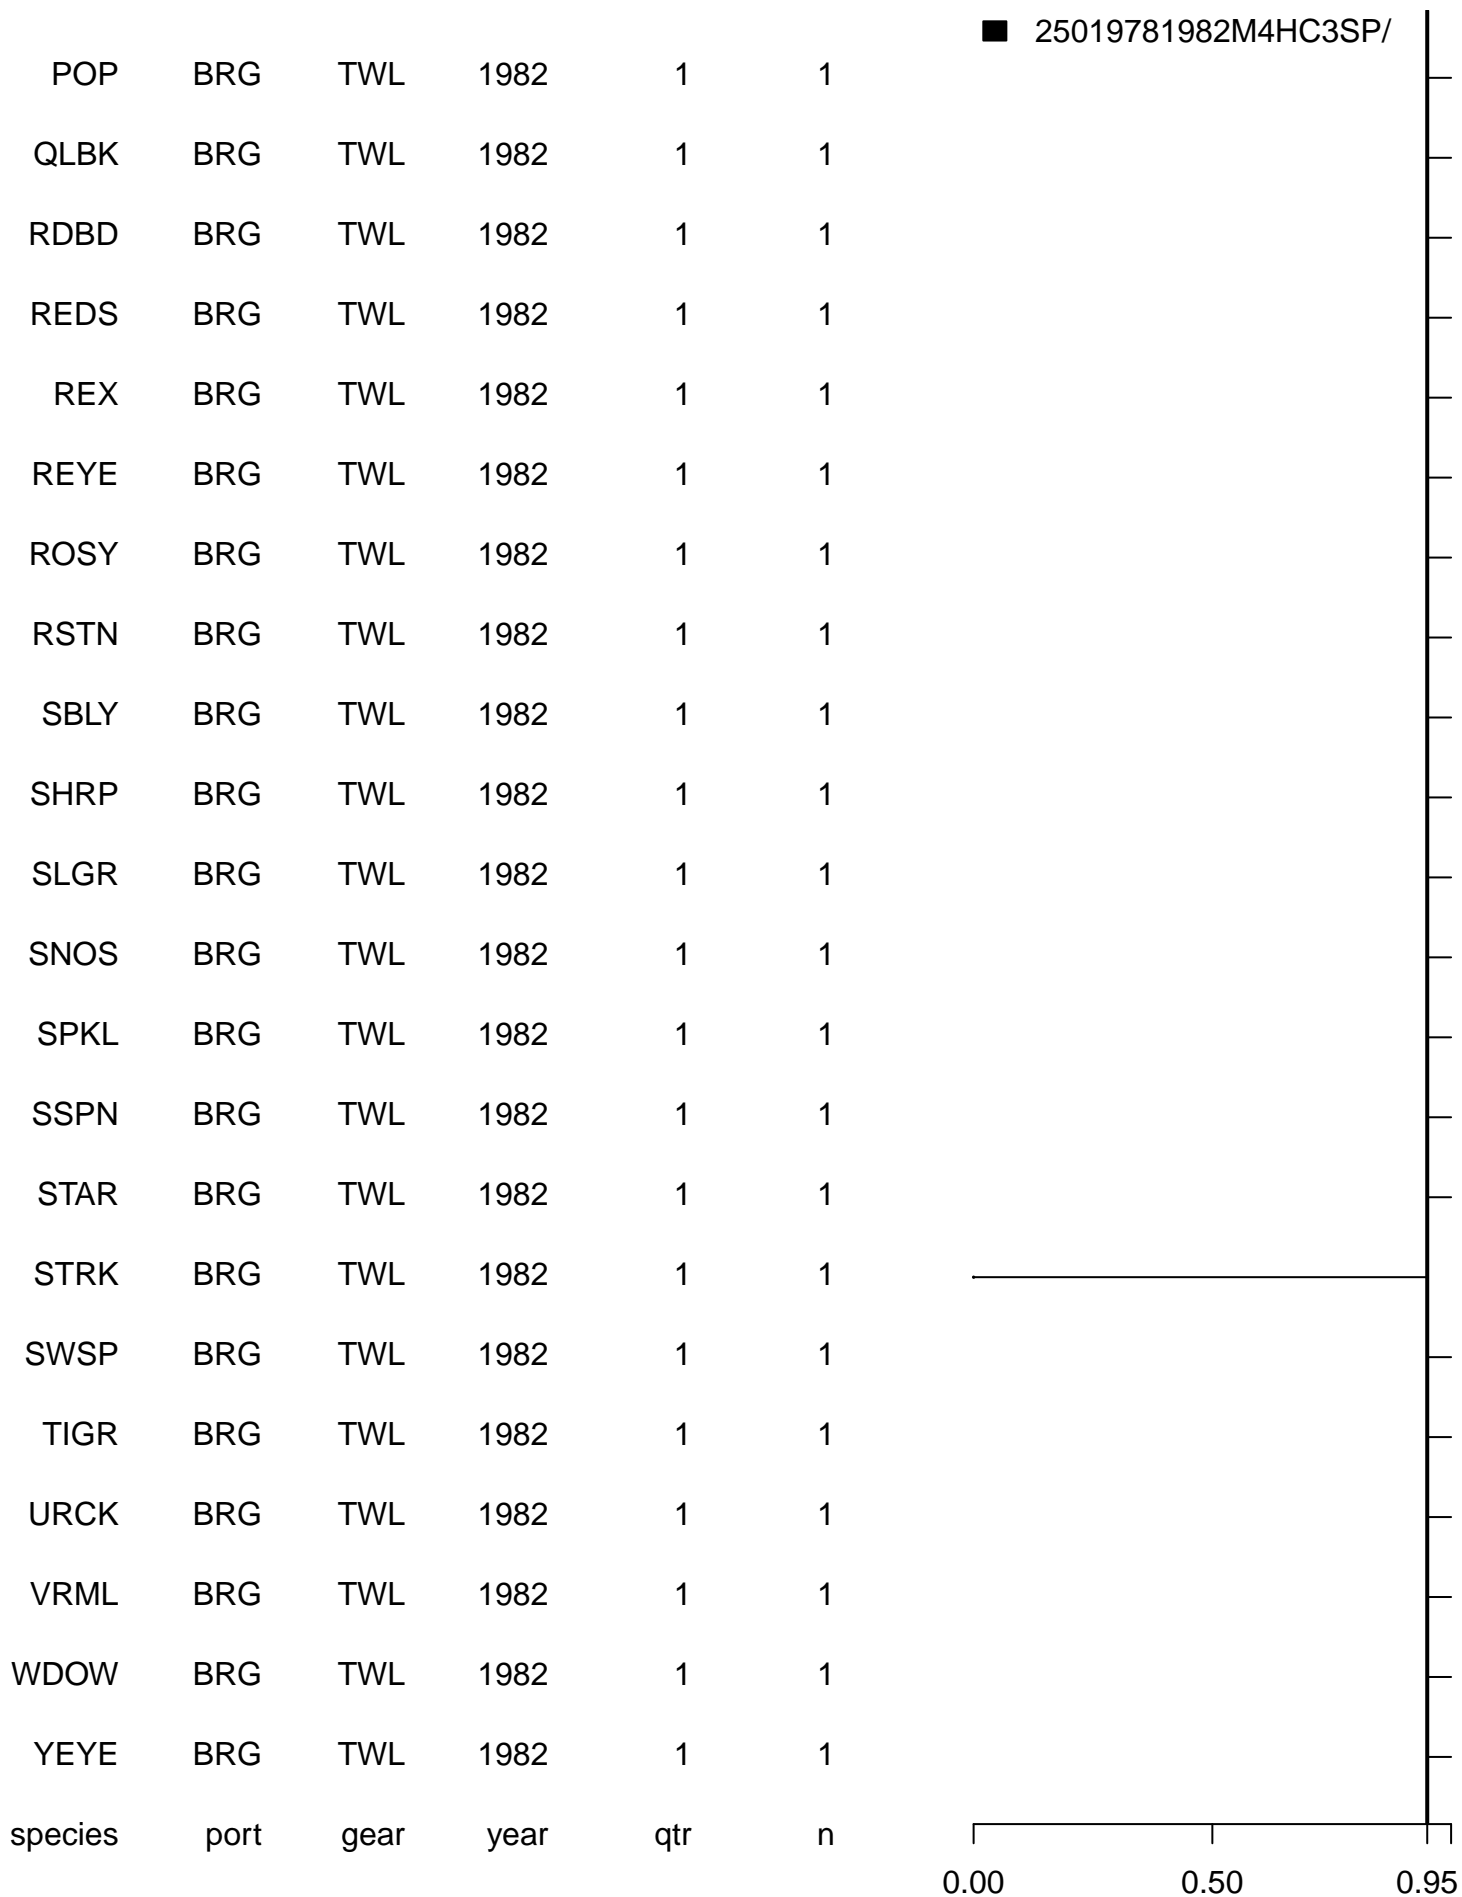 25019781982M4HC3SP/
POP BRG TWL 1982 1 1
QLBK BRG TWL 1982 1 1
RDBD BRG TWL 1982 1 1
REDS BRG TWL 1982 1 1
REX BRG TWL 1982 1 1
REYE BRG TWL 1982 1 1
ROSY BRG TWL 1982 1 1
RSTN BRG TWL 1982 1 1
SBLY BRG TWL 1982 1 1
SHRP BRG TWL 1982 1 1
SLGR BRG TWL 1982 1 1
SNOS BRG TWL 1982 1 1
SPKL BRG TWL 1982 1 1
SSPN BRG TWL 1982 1 1
STAR BRG TWL 1982 1 1
STRK BRG TWL 1982 1 1
SWSP BRG TWL 1982 1 1
TIGR BRG TWL 1982 1 1
URCK BRG TWL 1982 1 1
VRML BRG TWL 1982 1 1
WDOW BRG TWL 1982 1 1
YEYE BRG TWL 1982 1 1
species port gear year qtr n
0.00 0.50 0.95